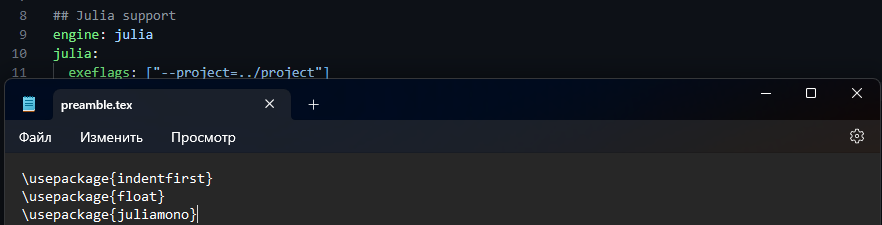 8 ## Julia support
9 engine: julia
10 julia:
11 exeflags: ["--project=../project"]
preamble.tex
Файл Изменить Просмотр
\usepackage{indentfirst}
\usepackage{float}
\usepackage{juliamono}